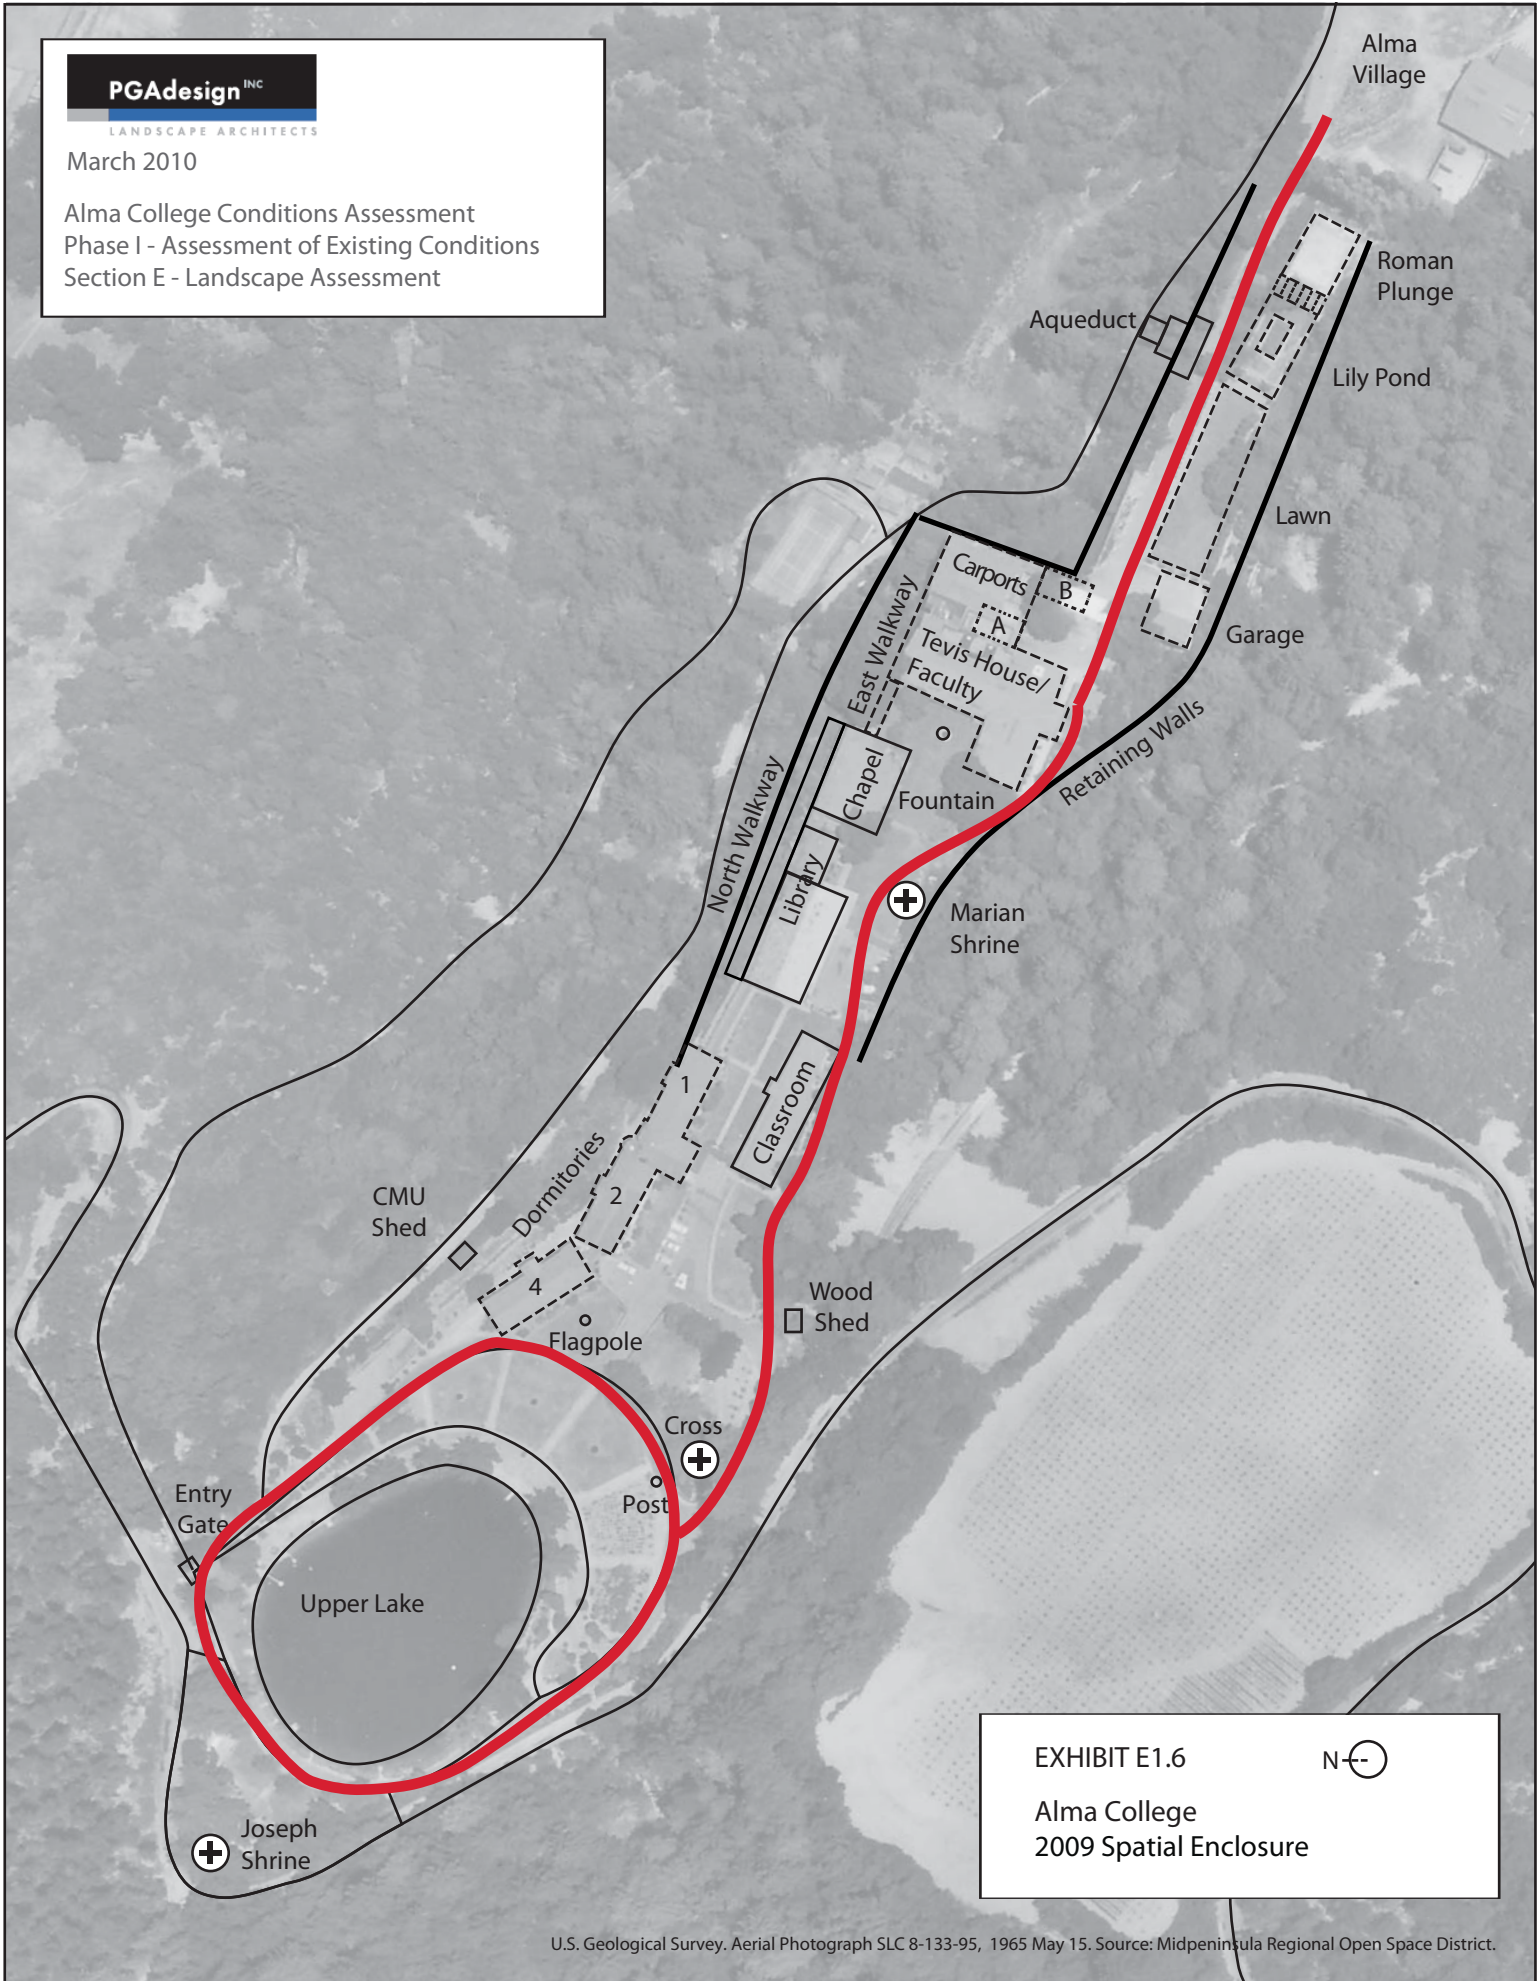 PGAdesign INC
LANDSCAPE ARCHITECTS
March 2010
Alma College Conditions Assessment
Phase I - Assessment of Existing Conditions
Section E - Landscape Assessment
Alma
Village
Roman
Plunge
Aqueduct
Lily Pond
Lawn
Carports
B
A
East Walkway
Tevis House/
Faculty
Garage
Retaining Walls
North Walkway
Chapel
Fountain
Library
Marian
Shrine
1
Classroom
Dormitories
2
CMU
Shed
4
Wood
Shed
Flagpole
Cross
Post
Entry
Gate
Upper Lake
Joseph
Shrine
EXHIBIT E1.6
N
Alma College
2009 Spatial Enclosure
U.S. Geological Survey. Aerial Photograph SLC 8-133-95, 1965 May 15. Source: Midpeninsula Regional Open Space District.